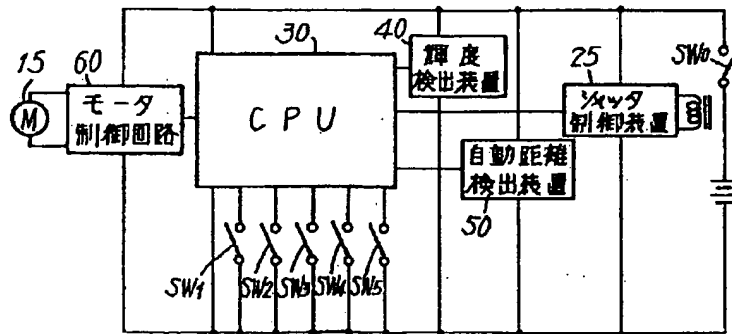 30
40
輝度
検出装置
SW0
15
60
モータ
制御回路
M
CPU
25
シャッタ
制御装置
自動距離
検出装置
50
SW1
SW2
SW3
SW4
SW5